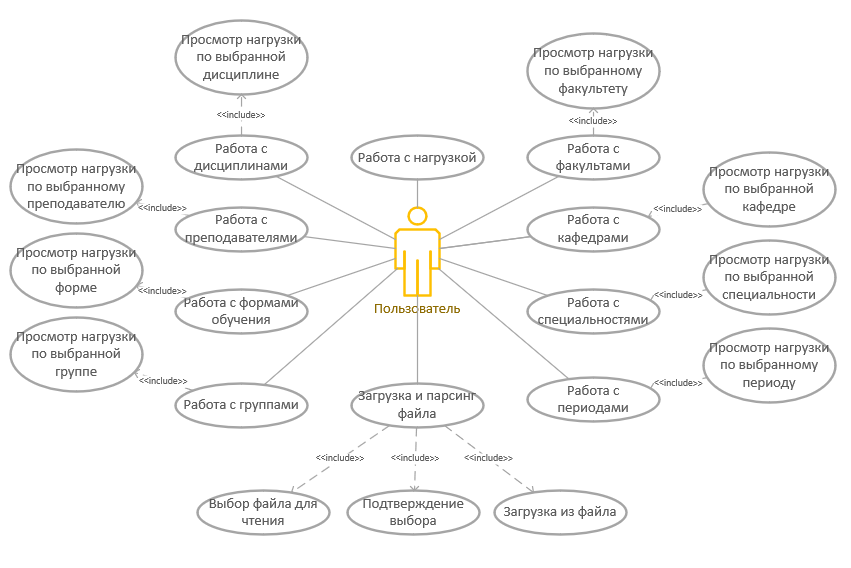 Просмотр нагрузки
по выбранной
дисциплине
Просмотр нагрузки
по выбранному
факультету
<<include>>
<<include>>
Работа с
дисциплинами
Работа с нагрузкой
Работа с
факультами
Просмотр нагрузки
по выбранному
преподавателю
<<include>>
Работа с
преподавателями
Работа с
кафедрами
<<include>>
Просмотр нагрузки
по выбранной
кафедре
Просмотр нагрузки
по выбранной
форме
<<include>>
Работа с формами
обучения
Пользователь
Работа с
специальностями
<<include>>
Просмотр нагрузки
по выбранной
специальности
Просмотр нагрузки
по выбранной
группе
<<include>>
Работа с группами
Загрузка и парсинг
файла
Работа с
периодами
<<include>>
Просмотр нагрузки
по выбранному
периоду
<<include>>
<<include>>
<<include>>
Выбор файла для
чтения
Подтверждение
выбора
Загрузка из файла